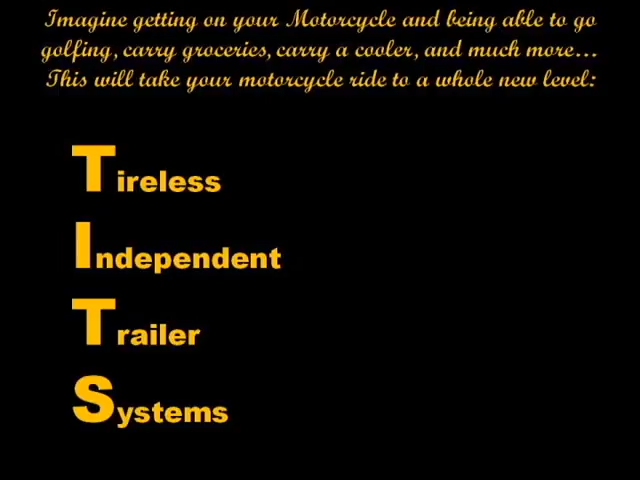 Imagine getting on your Motorcycle and being able to go
golfing, carry groceries, carry a cooler, and much more...
This will take your motorcycle ride to a whole new level:
Tireless
Independent
Trailer
Systems